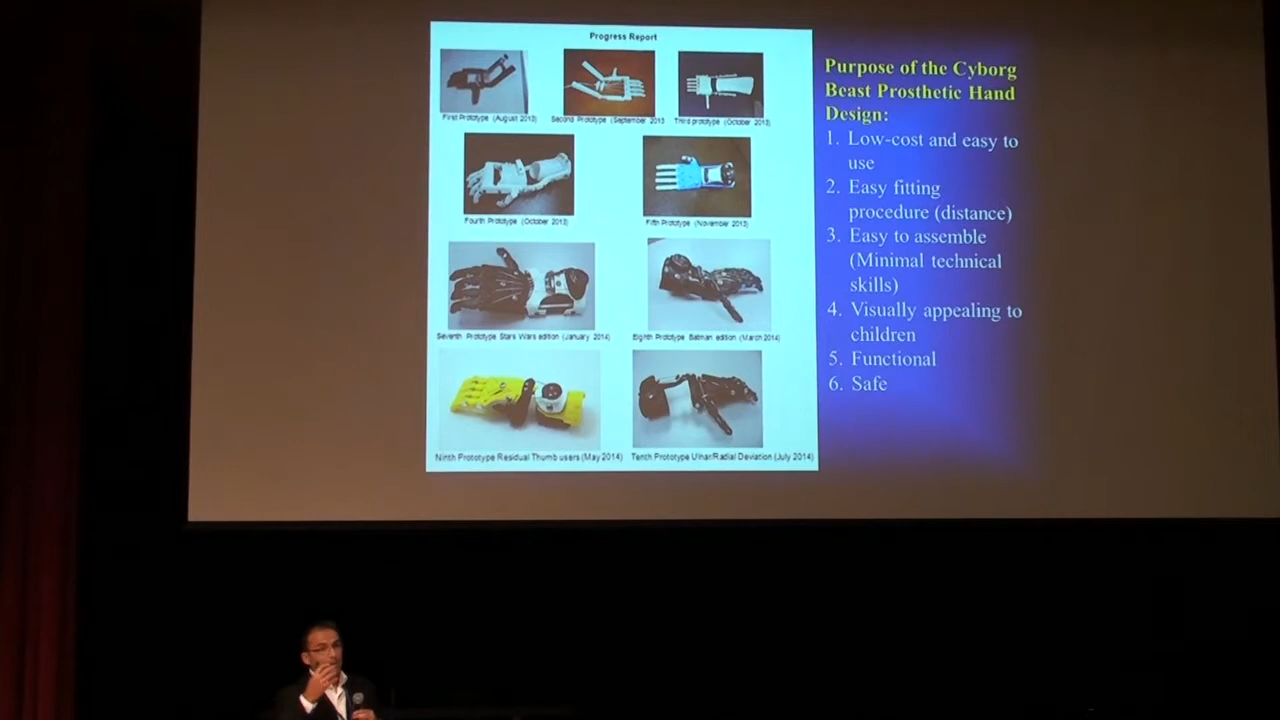 Progress Report
First Prototype (August 2013)
Second Prototype (September 2013
Third prototype (October 2013)
Fourth Prototype (October 2013)
Fifth Prototype (November 2013)
Seventh Prototype Stars Wars edition (January 2014)
Eighth Prototype Batman edition (March 2014)
Ninth Prototype Residual Thumb users (May 2014)
Tenth Prototype Ulnar/Radial Deviation (July 2014)
Purpose of the Cyborg
Beast Prosthetic Hand
Design:
1. Low-cost and easy to
use
2. Easy fitting
procedure (distance)
3. Easy to assemble
(Minimal technical
skills)
4. Visually appealing to
children
5. Functional
6. Safe